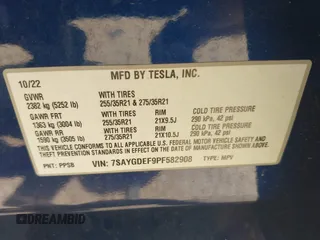 MFD BY TESLA, INC.
10/22
GVWR
2382 kg (5252 lb)
WITH TIRES
255/35R21 & 275/35R21
GAWR FRT
1363 kg (3004 lb)
WITH TIRES
255/35R21
RIM
21X9.5J
COLD TIRE PRESSURE
290 kPa, 42 psi
GAWR RR
1590 kg (3505 lb)
WITH TIRES
275/35R21
RIM
21X10.5J
COLD TIRE PRESSURE
290 kPa, 42 psi
THIS VEHICLE CONFORMS TO ALL APPLICABLE FEDERAL MOTOR VEHICLE
SAFETY, BUMPER, AND THEFT PREVENTION STANDARDS IN
EFFECT ON THE DATE OF MANUFACTURE SHOWN ABOVE.
PNT: PPSB
VIN: 7SAYGDEF9PF582908
TYPE: MPV
DREAMBID